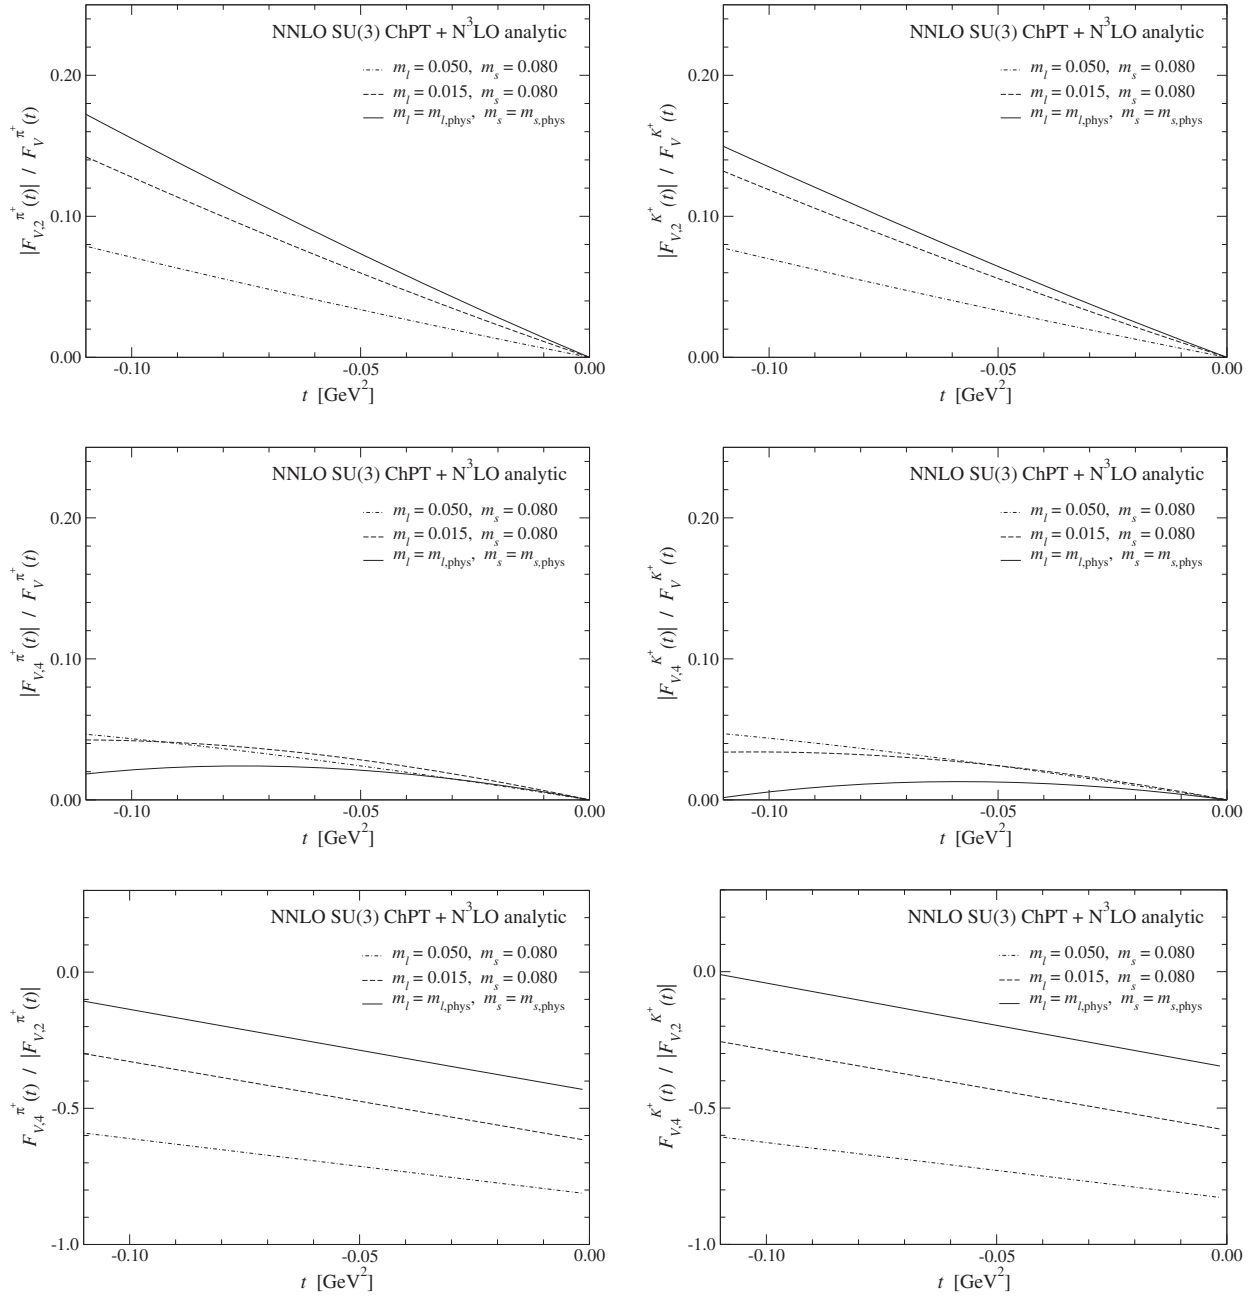 NNLO SU(3) ChPT + N³LO analytic
m_l = 0.050, m_s = 0.080
m_l = 0.015, m_s = 0.080
m_l = m_l,phys, m_s = m_s,phys
0.20
0.10
0.00
|F_V,2^π⁺(t)| / F_V^π⁺(t)
-0.10
-0.05
0.00
t [GeV²]
NNLO SU(3) ChPT + N³LO analytic
m_l = 0.050, m_s = 0.080
m_l = 0.015, m_s = 0.080
m_l = m_l,phys, m_s = m_s,phys
0.20
0.10
0.00
|F_V,2^K⁺(t)| / F_V^K⁺(t)
-0.10
-0.05
0.00
t [GeV²]
NNLO SU(3) ChPT + N³LO analytic
m_l = 0.050, m_s = 0.080
m_l = 0.015, m_s = 0.080
m_l = m_l,phys, m_s = m_s,phys
0.20
0.10
0.00
|F_V,4^π⁺(t)| / F_V^π⁺(t)
-0.10
-0.05
0.00
t [GeV²]
NNLO SU(3) ChPT + N³LO analytic
m_l = 0.050, m_s = 0.080
m_l = 0.015, m_s = 0.080
m_l = m_l,phys, m_s = m_s,phys
0.20
0.10
0.00
|F_V,4^K⁺(t)| / F_V^K⁺(t)
-0.10
-0.05
0.00
t [GeV²]
NNLO SU(3) ChPT + N³LO analytic
m_l = 0.050, m_s = 0.080
m_l = 0.015, m_s = 0.080
m_l = m_l,phys, m_s = m_s,phys
0.0
-0.5
-1.0
F_V,4^π⁺(t) / |F_V,2^π⁺(t)|
-0.10
-0.05
0.00
t [GeV²]
NNLO SU(3) ChPT + N³LO analytic
m_l = 0.050, m_s = 0.080
m_l = 0.015, m_s = 0.080
m_l = m_l,phys, m_s = m_s,phys
0.0
-0.5
-1.0
F_V,4^K⁺(t) / |F_V,2^K⁺(t)|
-0.10
-0.05
0.00
t [GeV²]